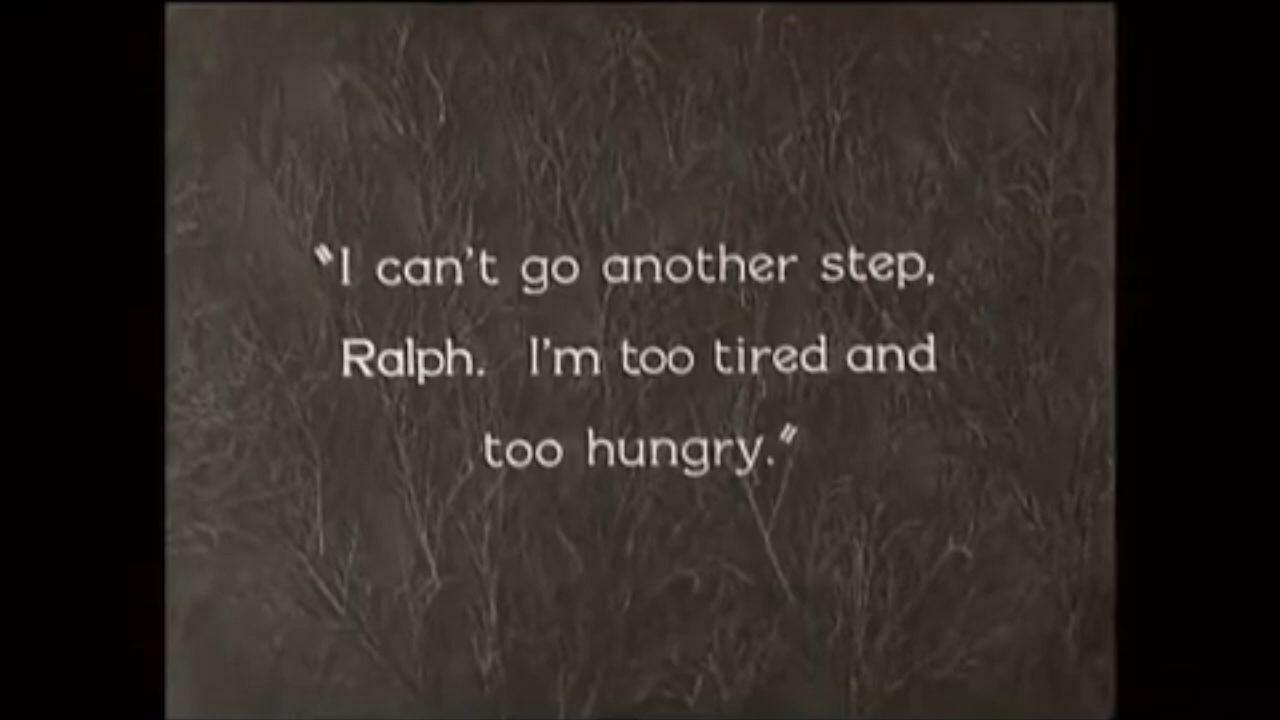 "I can't go another step,
Ralph. I'm too tired and
too hungry."